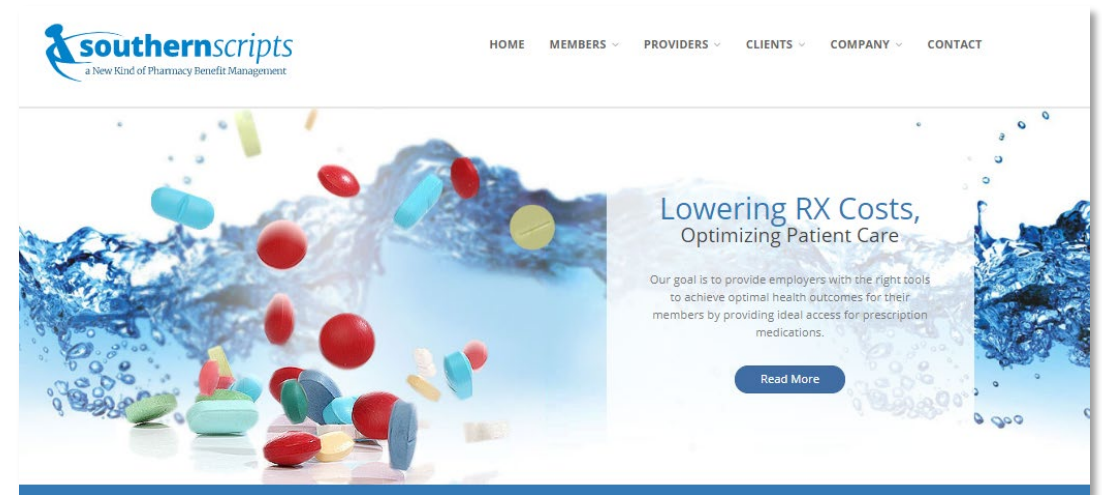 southernscripts
a New Kind of Pharmacy Benefit Management
HOME MEMBERS PROVIDERS CLIENTS COMPANY CONTACT
Lowering RX Costs,
Optimizing Patient Care
Our goal is to provide employers with the right tools
to achieve optimal health outcomes for their
members by providing ideal access for prescription
medications.
Read More